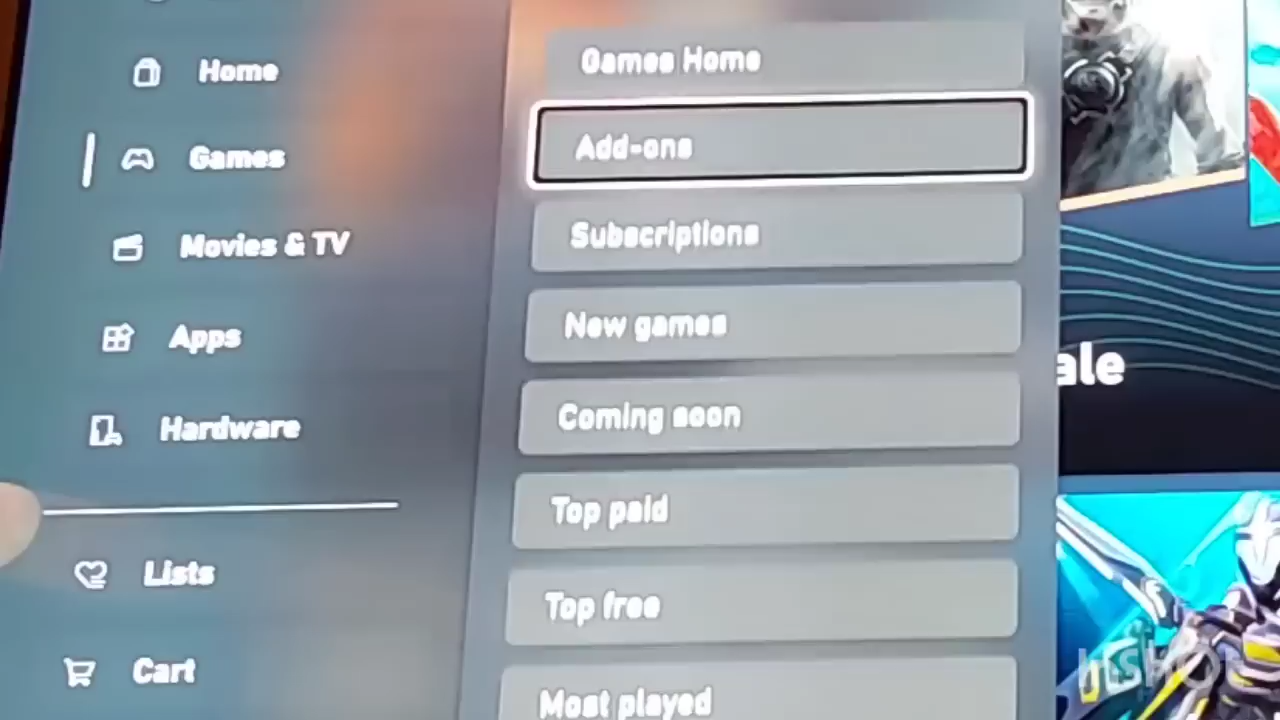 Home
Games
Movies & TV
Apps
Hardware
Lists
Cart
Games Home
Add-ons
Subscriptions
New games
Coming soon
Top paid
Top free
Most played
ale